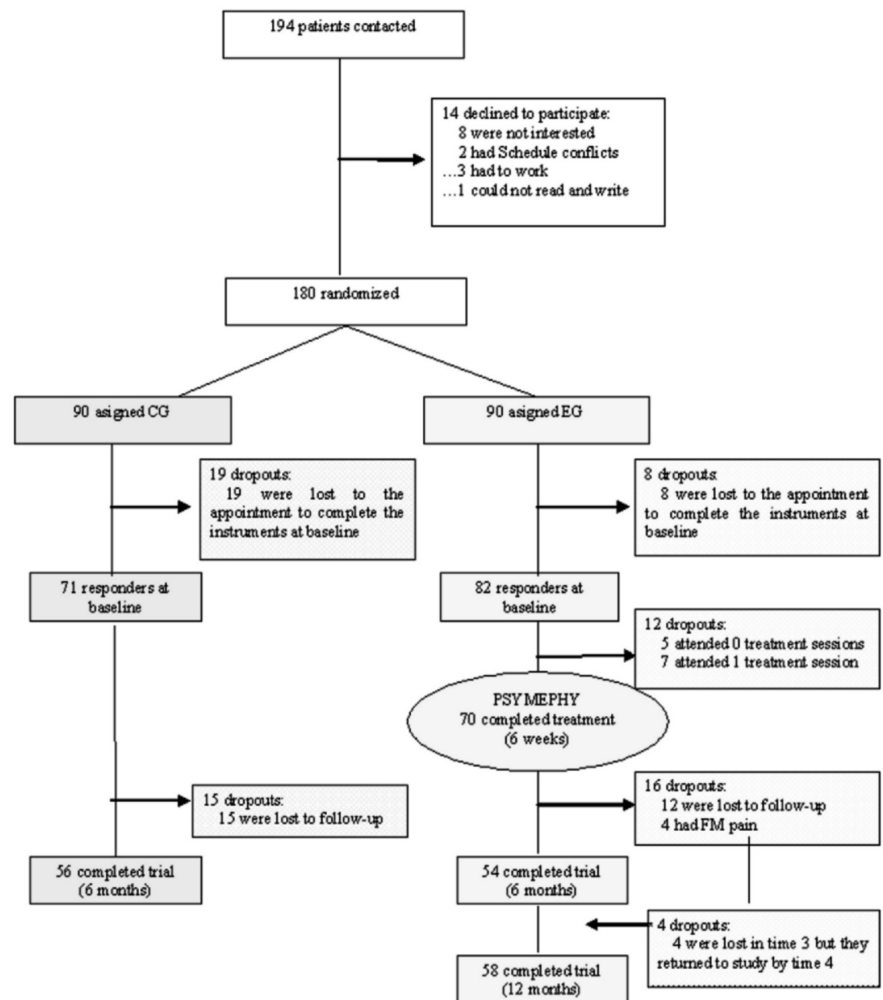 194 patients contacted
14 declined to participate:
8 were not interested
2 had Schedule conflicts
...3 had to work
...1 could not read and write
180 randomized
90 asigned CG
90 asigned EG
19 dropouts:
19 were lost to the
appointment to complete the
instruments at baseline
8 dropouts:
8 were lost to the appointment
to complete the instruments at
baseline
71 responders at
baseline
82 responders at
baseline
12 dropouts:
5 attended 0 treatment sessions
7 attended 1 treatment session
PSYMEPHY
70 completed treatment
(6 weeks)
15 dropouts:
15 were lost to follow-up
16 dropouts:
12 were lost to follow-up
4 had FM pain
56 completed trial
(6 months)
54 completed trial
(6 months)
4 dropouts:
4 were lost in time 3 but they
returned to study by time 4
58 completed trial
(12 months)